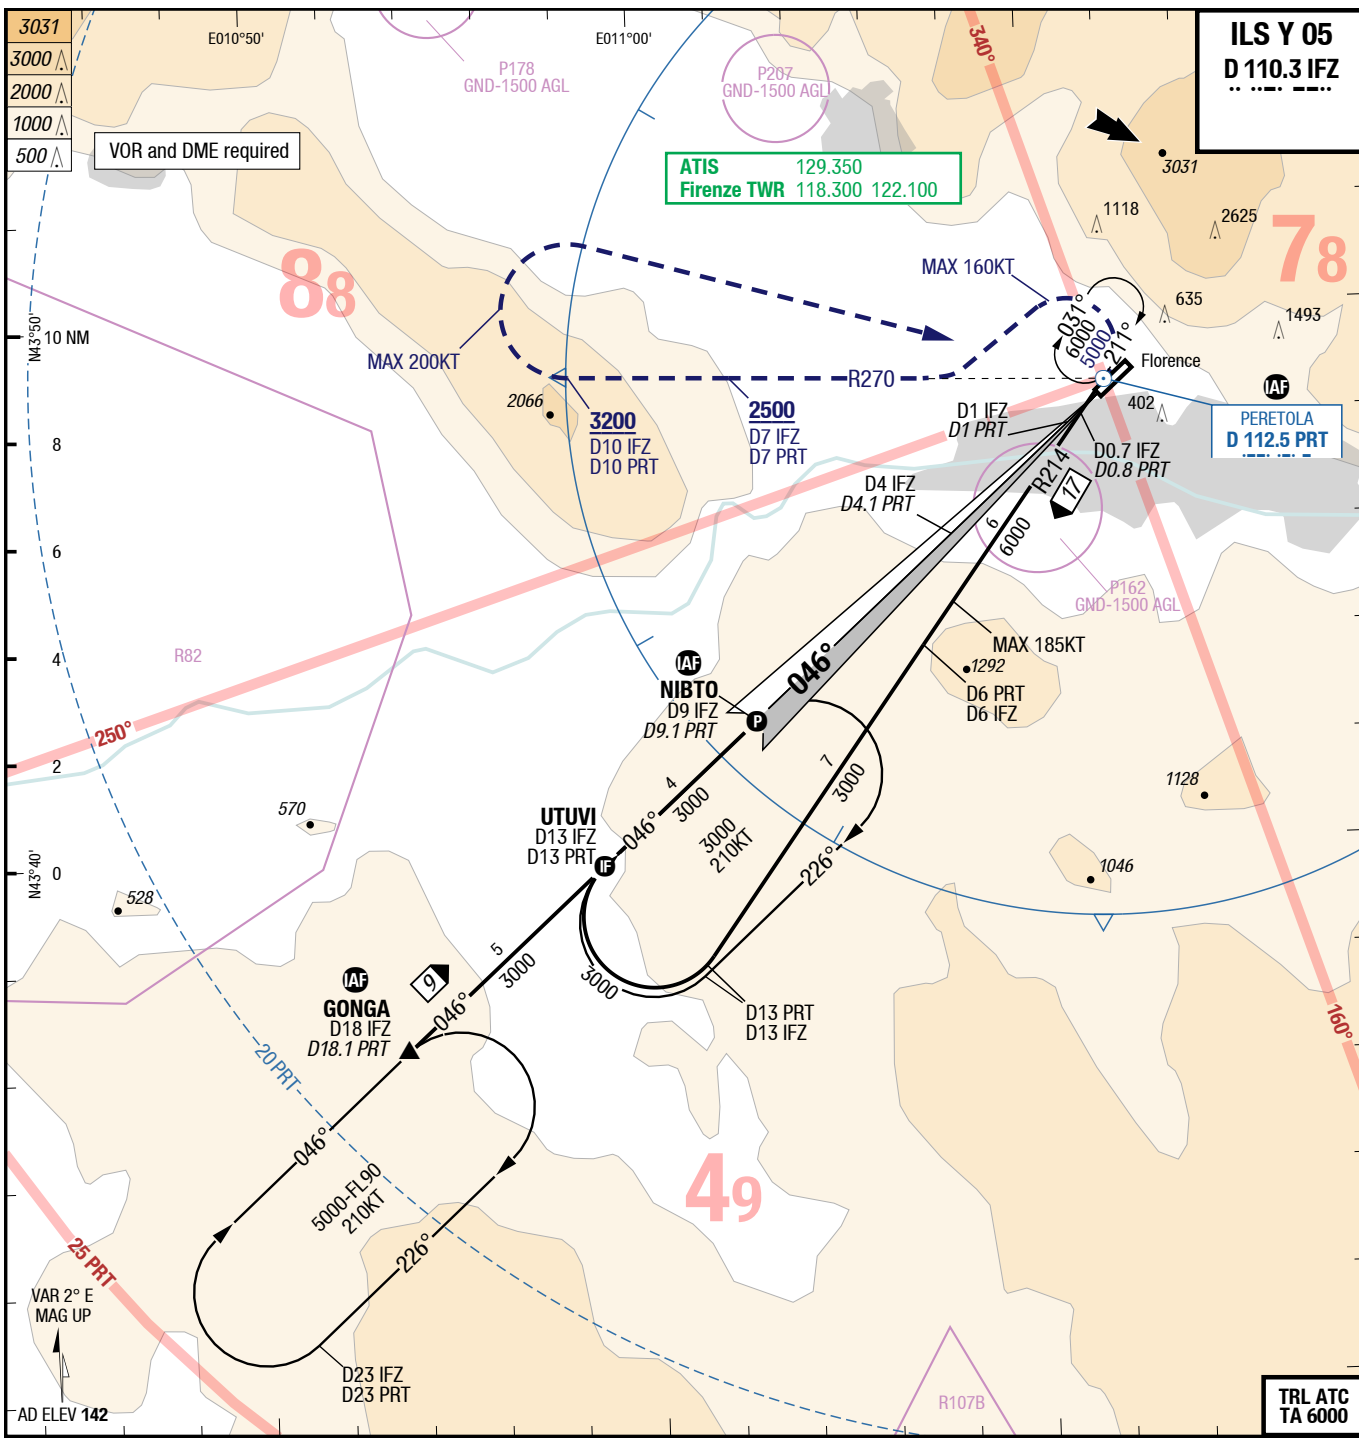 3031
3000
2000
1000
500
E010°50'
E011°00'
VOR and DME required
P178
GND-1500 AGL
P207
GND-1500 AGL
340°
ILS Y 05
D 110.3 IFZ
ATIS 129.350
Firenze TWR 118.300 122.100
3031
1118
2625
78
88
MAX 160KT
635
1493
N43°50'
10 NM
MAX 200KT
031°
6000
5000
211°
Florence
R270
IAF
2066
3200
D10 IFZ
D10 PRT
2500
D7 IFZ
D7 PRT
D1 IFZ
D1 PRT
402
PERETOLA
D 112.5 PRT
8
D0.7 IFZ
D0.8 PRT
R214
17
D4 IFZ
D4.1 PRT
6
6
6000
P162
GND-1500 AGL
R82
4
MAX 185KT
1292
D6 PRT
D6 IFZ
IAF
NIBTO
D9 IFZ
D9.1 PRT
P
046°
250°
2
7
3000
4
3000
1128
570
UTUVI
D13 IFZ
D13 PRT
IF
046°
3000
210KT
226°
1046
N43°40'
0
528
5
3000
3000
IAF
GONGA
D18 IFZ
D18.1 PRT
9
046°
D13 PRT
D13 IFZ
160°
20 PRT
046°
5000-FL90
210KT
226°
49
25 PRT
VAR 2° E
MAG UP
D23 IFZ
D23 PRT
R107B
AD ELEV 142
TRL ATC
TA 6000